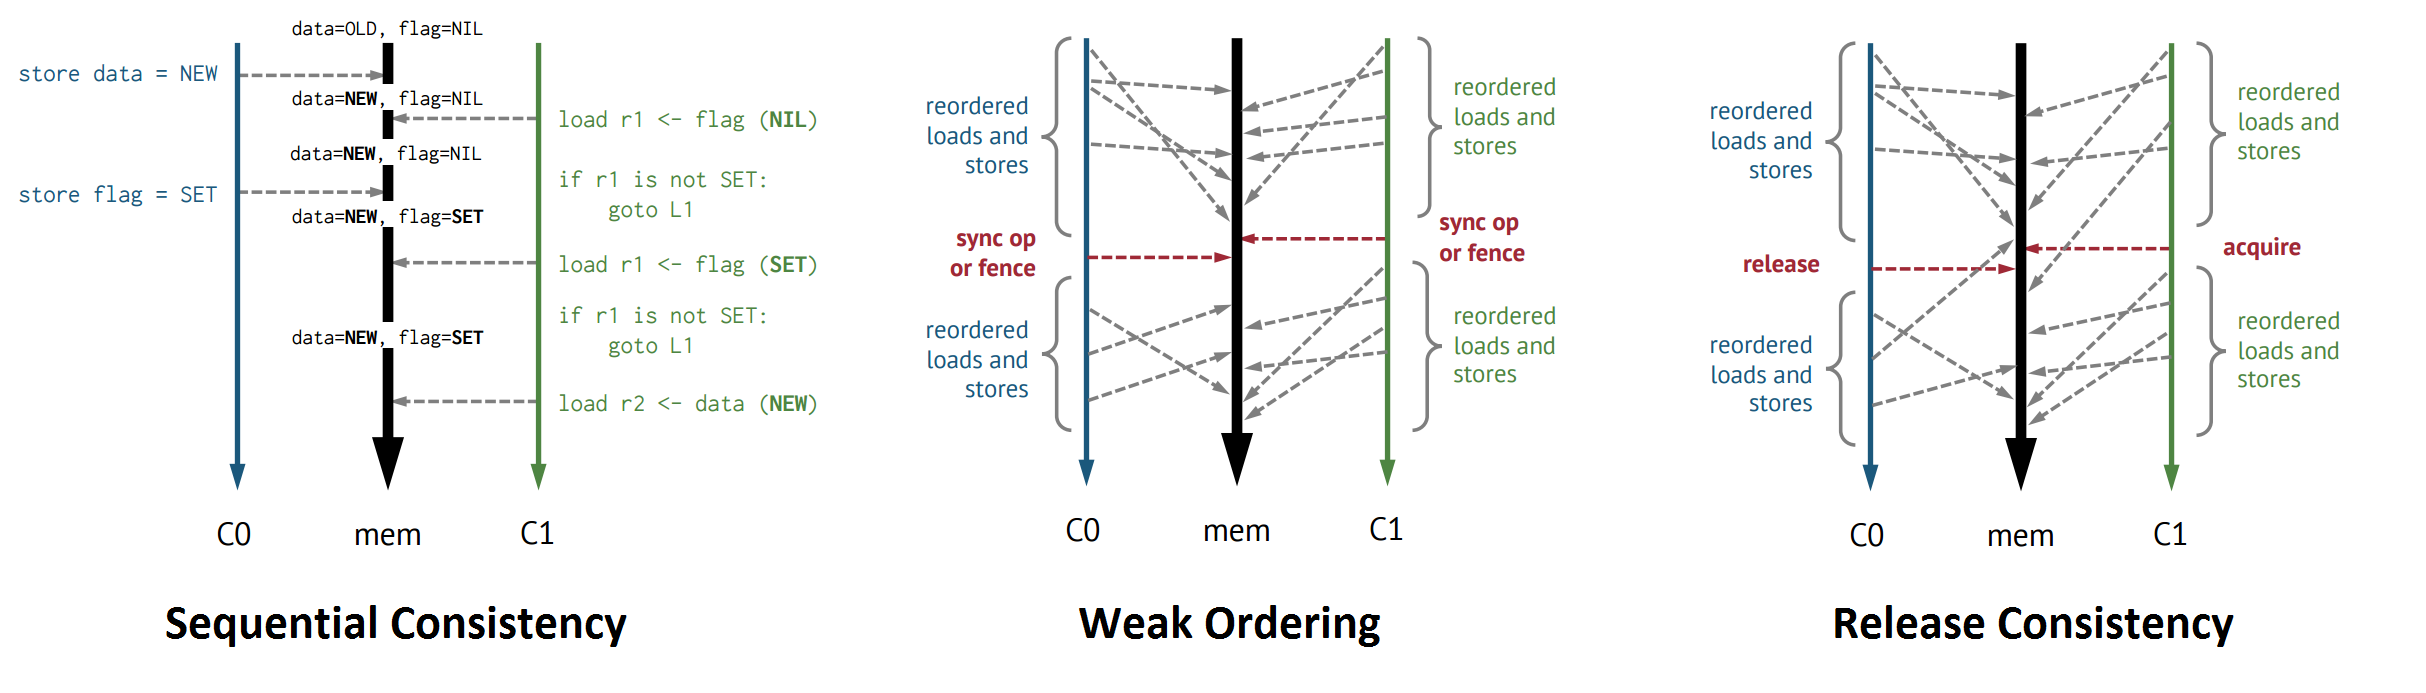 data=OLD, flag=NIL
store data = NEW
data=NEW, flag=NIL
load r1 <- flag (NIL)
data=NEW, flag=NIL
if r1 is not SET:
goto L1
store flag = SET
data=NEW, flag=SET
load r1 <- flag (SET)
if r1 is not SET:
goto L1
data=NEW, flag=SET
load r2 <- data (NEW)
C0
mem
C1
Sequential Consistency
reordered
loads and
stores
reordered
loads and
stores
sync op
or fence
sync op
or fence
reordered
loads and
stores
reordered
loads and
stores
C0
mem
C1
Weak Ordering
reordered
loads and
stores
reordered
loads and
stores
release
acquire
reordered
loads and
stores
reordered
loads and
stores
C0
mem
C1
Release Consistency